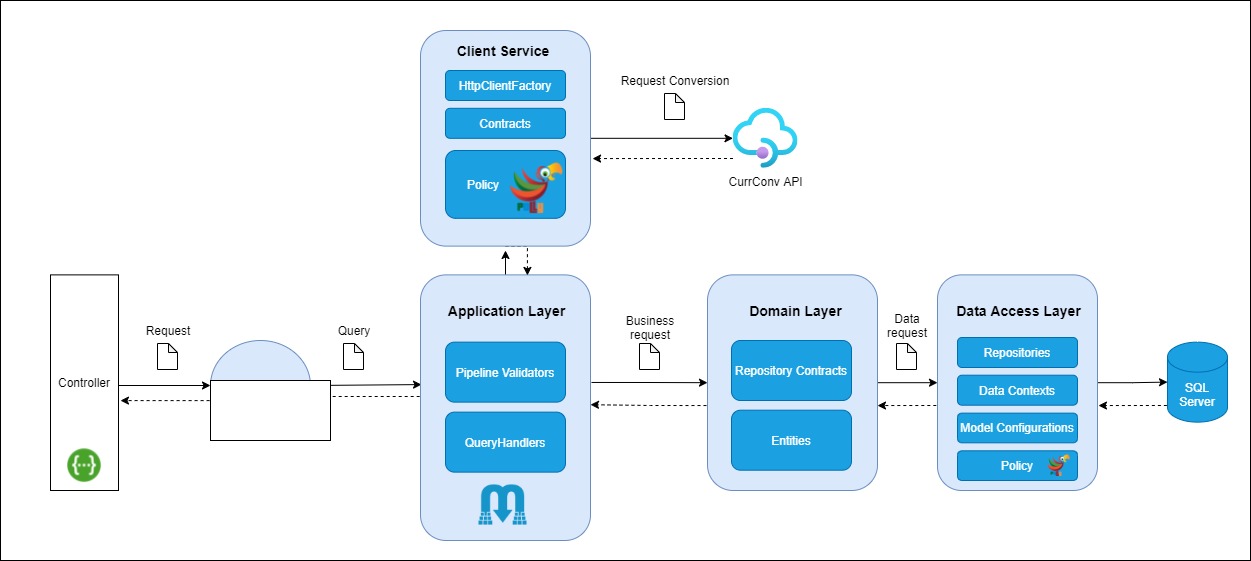 Client Service
HttpClientFactory
Contracts
Policy
Request Conversion
CurrConv API
Controller
Request
Query
Application Layer
Pipeline Validators
QueryHandlers
Business
request
Domain Layer
Repository Contracts
Entities
Data
request
Data Access Layer
Repositories
Data Contexts
Model Configurations
Policy
SQL
Server